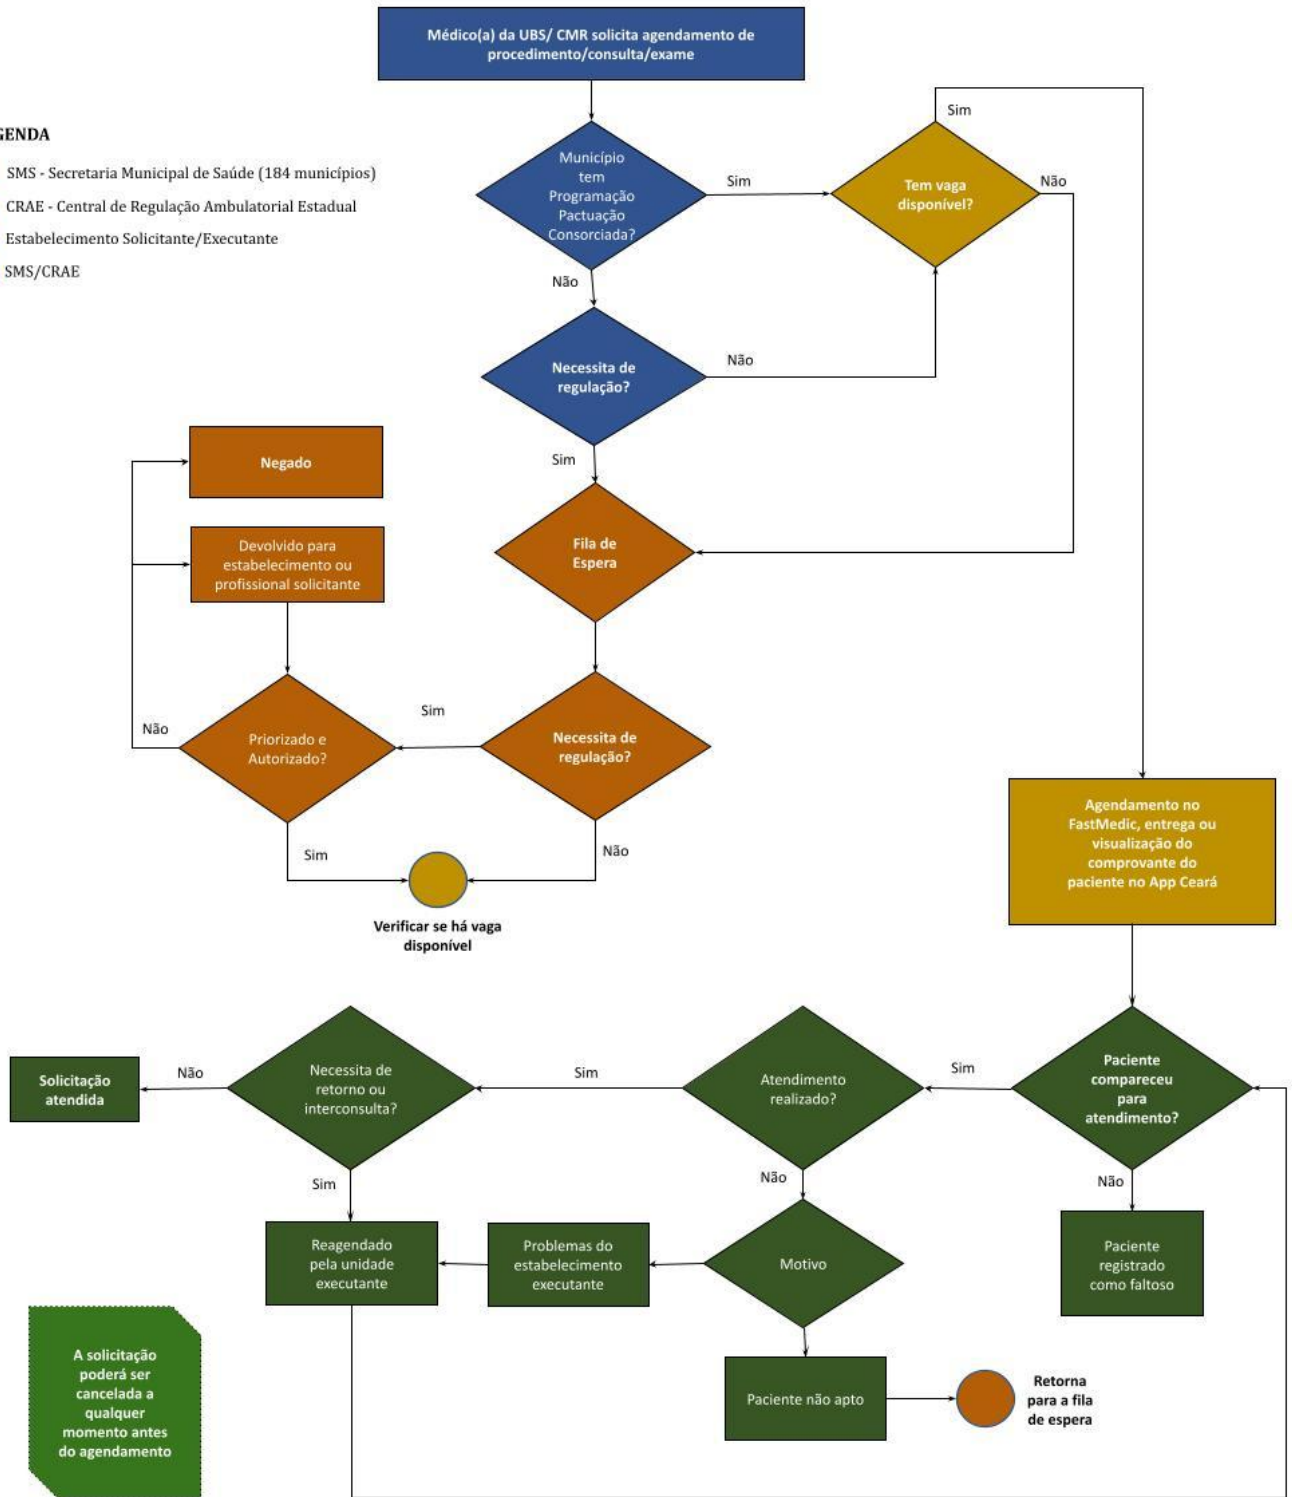 Médico(a) da UBS/ CMR solicita agendamento de
procedimento/consulta/exame
GENDA
SMS - Secretaria Municipal de Saúde (184 municípios)
CRAE - Central de Regulação Ambulatorial Estadual
Estabelecimento Solicitante/Executante
SMS/CRAE
Município
tem
Programação
Pactuação
Consorciada?
Sim
Tem vaga
disponível?
Sim
Não
Não
Necessita de
regulação?
Não
Sim
Fila de
Espera
Negado
Devolvido para
estabelecimento ou
profissional solicitante
Priorizado e
Autorizado?
Não
Sim
Necessita de
regulação?
Sim
Não
Verificar se há vaga
disponível
Agendamento no
FastMedic, entrega ou
visualização do
comprovante do
paciente no App Ceará
Paciente
compareceu
para
atendimento?
Sim
Não
Paciente
registrado
como faltoso
Atendimento
realizado?
Sim
Não
Necessita de
retorno ou
interconsulta?
Não
Sim
Solicitação
atendida
Reagendado
pela unidade
executante
Problemas do
estabelecimento
executante
Motivo
Paciente não apto
Retorna
para a fila
de espera
A solicitação
poderá ser
cancelada a
qualquer
momento antes
do agendamento